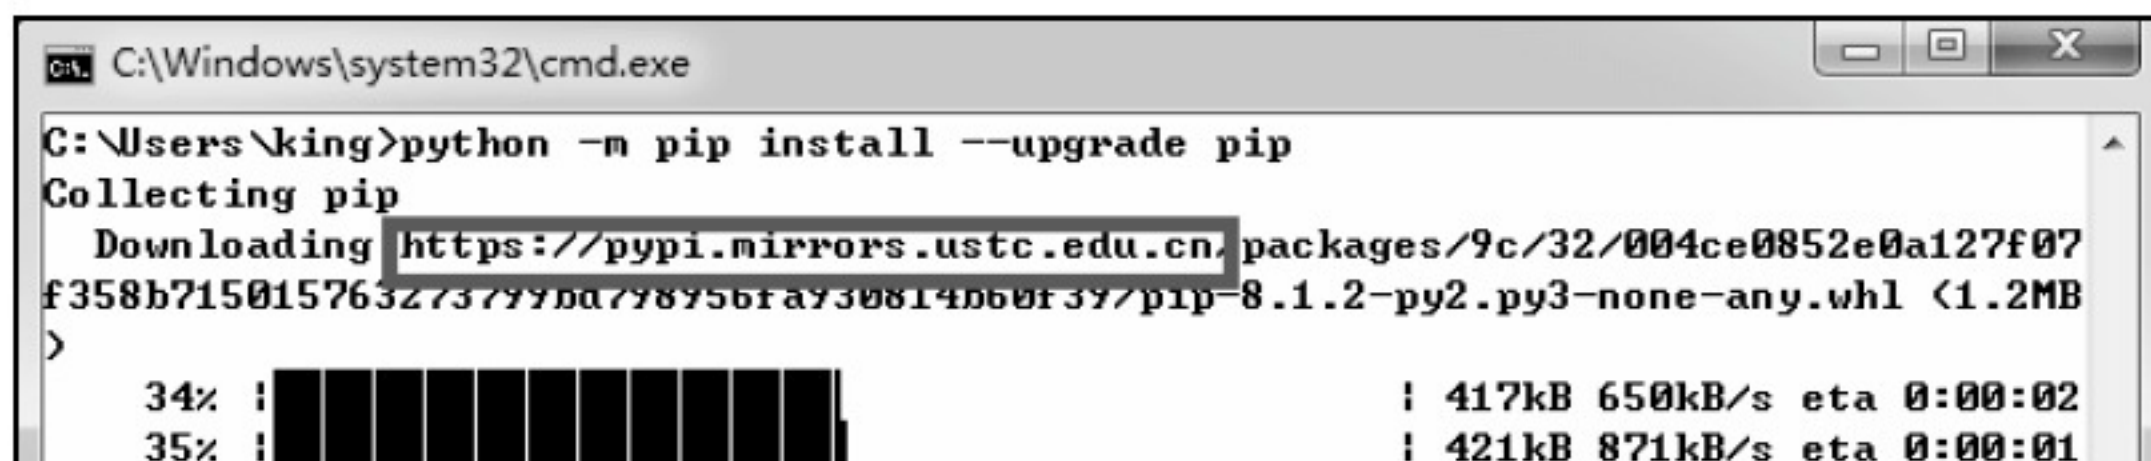 C:\Windows\system32\cmd.exe
C:\Users\king>python -m pip install --upgrade pip
Collecting pip
Downloading https://pypi.mirrors.ustc.edu.cn/packages/9c/32/004ce0852e0a127f07
f358b715015763273799bd798956fa930814b60f39/pip-8.1.2-py2.py3-none-any.whl (1.2MB
)
34% | | 417kB 650kB/s eta 0:00:02
35% | | 421kB 871kB/s eta 0:00:01